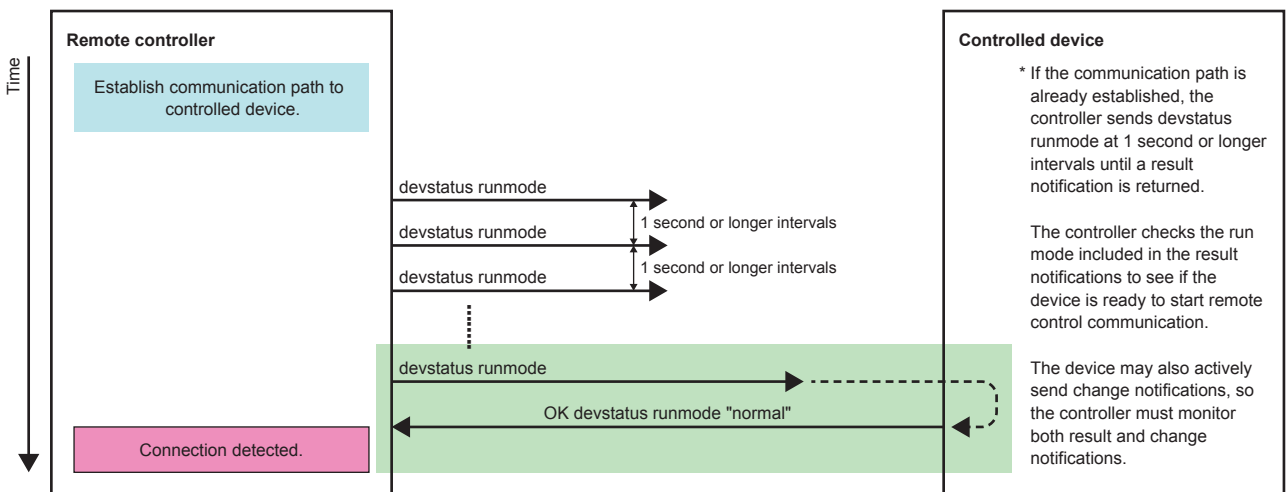 Time
Remote controller
Establish communication path to
controlled device.
devstatus runmode
1 second or longer intervals
devstatus runmode
1 second or longer intervals
devstatus runmode
devstatus runmode
OK devstatus runmode "normal"
Connection detected.
Controlled device
* If the communication path is
already established, the
controller sends devstatus
runmode at 1 second or longer
intervals until a result
notification is returned.
The controller checks the run
mode included in the result
notifications to see if the
device is ready to start remote
control communication.
The device may also actively
send change notifications, so
the controller must monitor
both result and change
notifications.